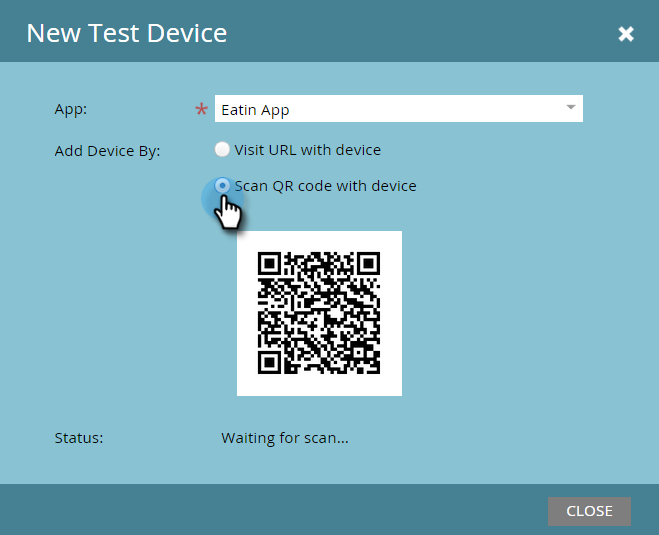 New Test Device
App: * Eatin App
Add Device By: Visit URL with device
Scan QR code with device
Status: Waiting for scan...
CLOSE